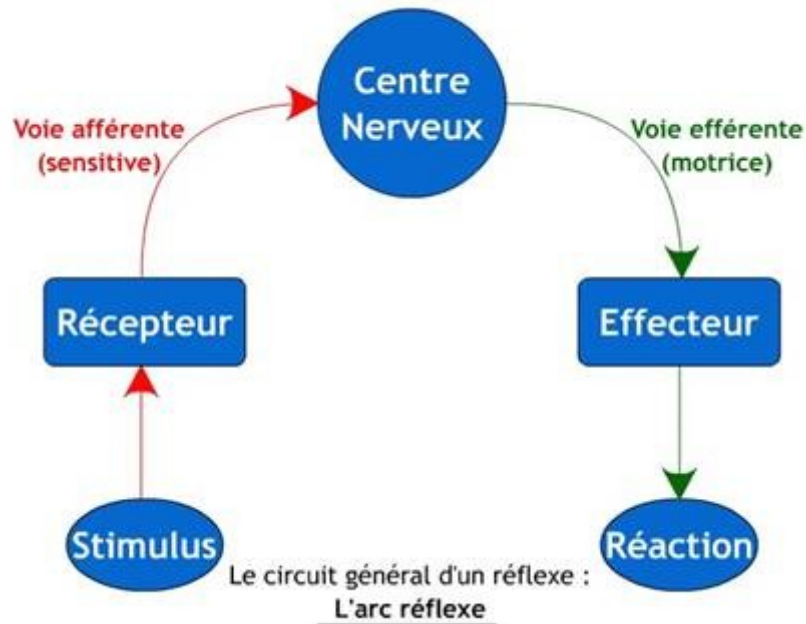 Centre
Nerveux
Voie afférente
(sensitive)
Voie efférente
(motrice)
Récepteur
Effecteur
Stimulus
Réaction
Le circuit général d'un réflexe :
L'arc réflexe